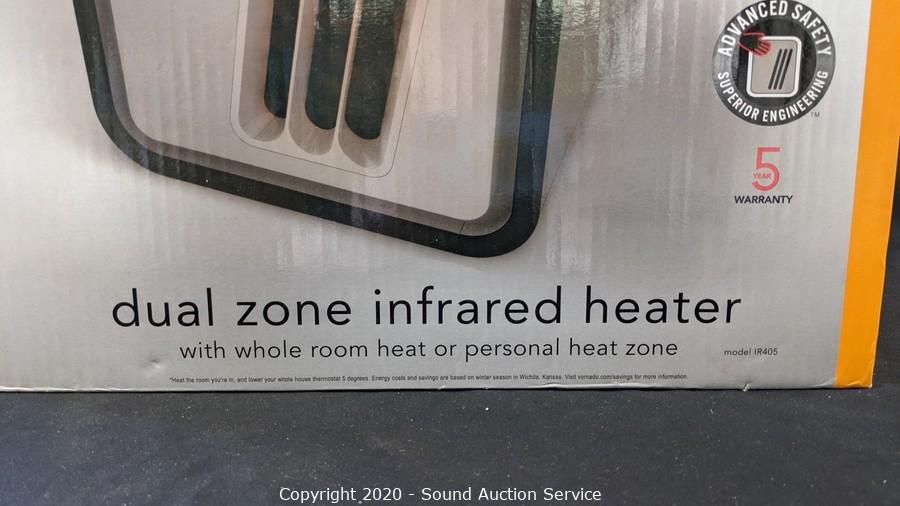 ADVANCED SAFETY
SUPERIOR ENGINEERING
TM
5
YEAR
WARRANTY
dual zone infrared heater
with whole room heat or personal heat zone
model IR405
*Heat the room you're in, and lower your whole house thermostat 5 degrees. Energy costs and savings are based on winter season in Wichita, Kansas. Visit vornado.com/savings for more information.
Copyright 2020 - Sound Auction Service